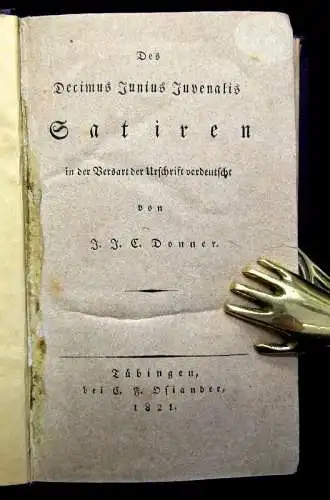 Des
Decimus Junius Juvenalis
Satiren
in der Versart der Urschrift verdeutscht
von
J. J. C. Donner.
Tübingen,
bei C. F. Osiander,
1821.